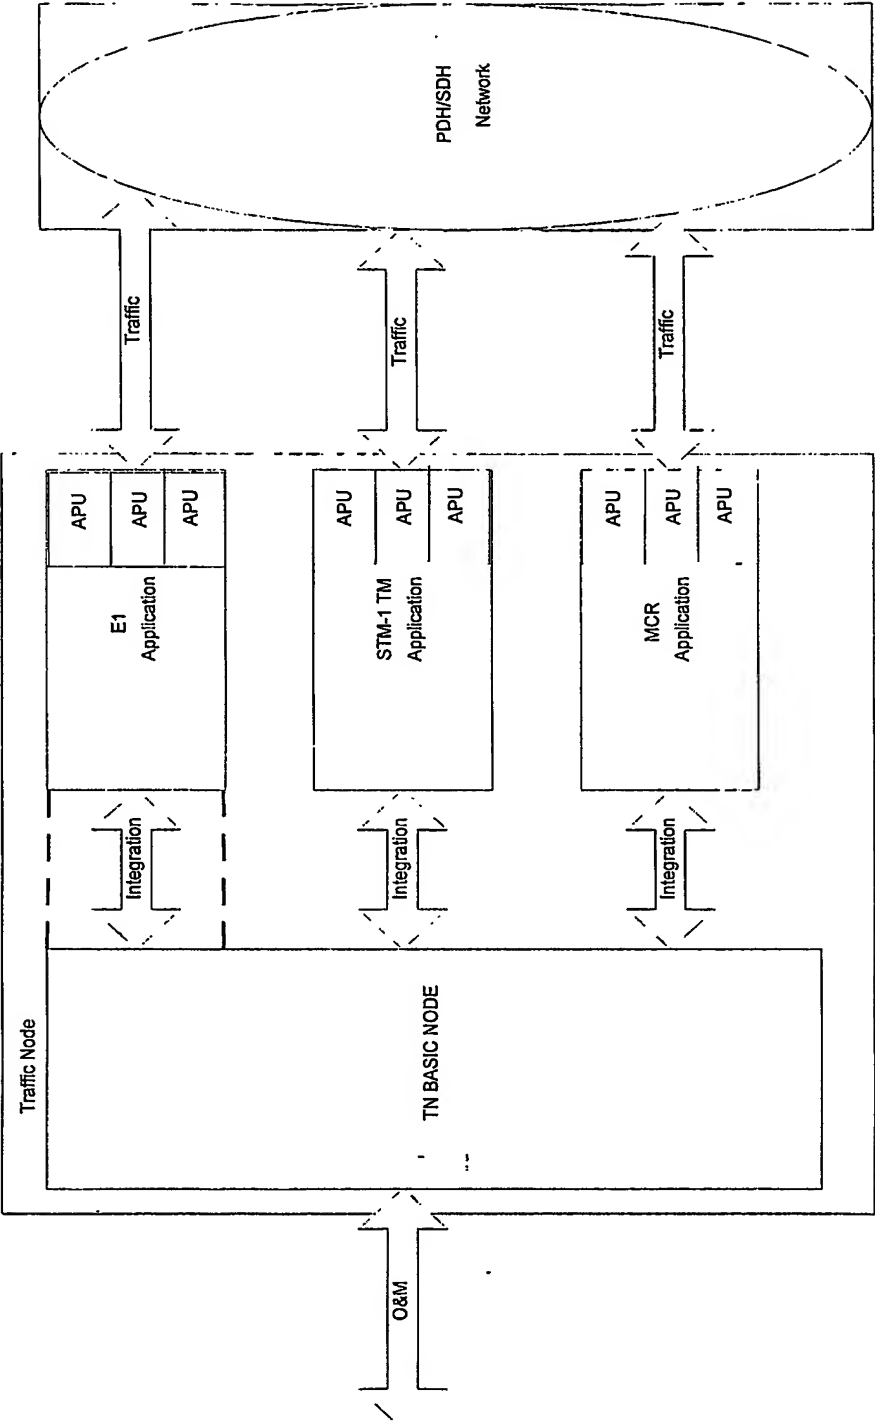 Traffic Node
O&M
TN BASIC NODE
Integration
E1
Application
APU
APU
APU
Traffic
Integration
STM-1 TM
Application
APU
APU
APU
Traffic
Integration
MCR
Application
APU
APU
APU
Traffic
PDH/SDH
Network